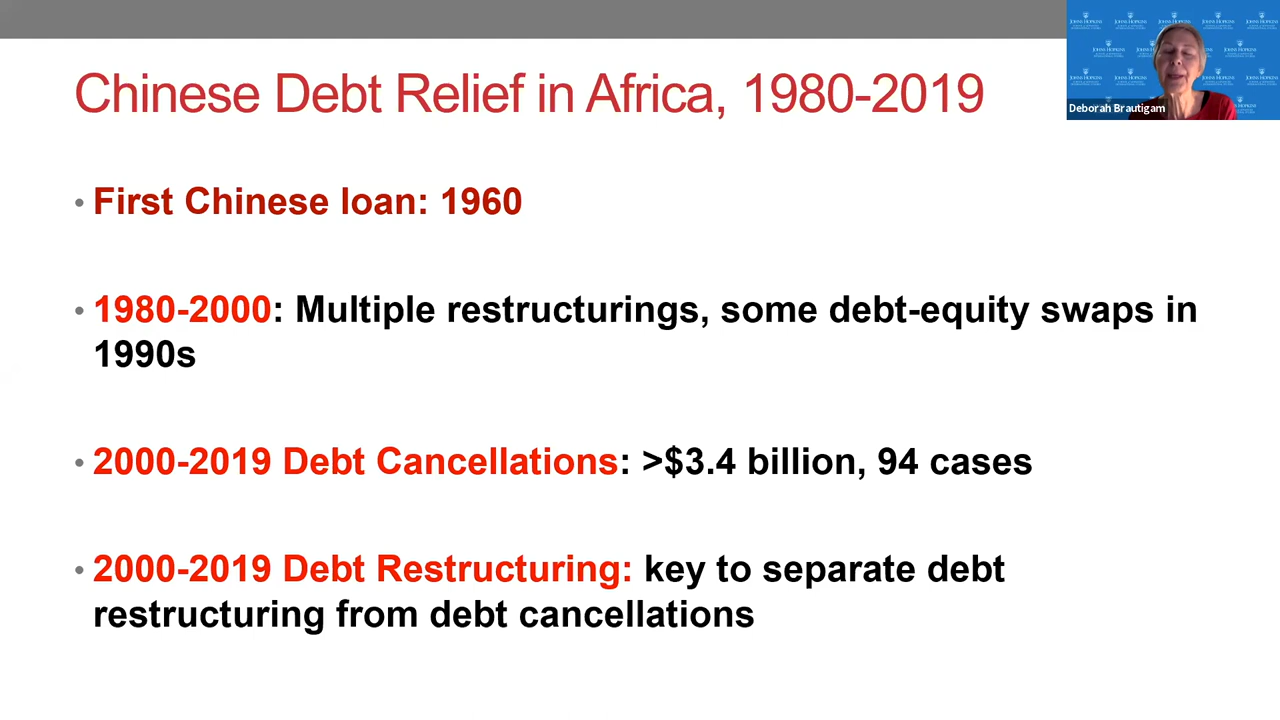 Chinese Debt Relief in Africa, 1980-2019
Deborah Brautigam
• First Chinese loan: 1960
• 1980-2000: Multiple restructurings, some debt-equity swaps in
1990s
• 2000-2019 Debt Cancellations: >$3.4 billion, 94 cases
• 2000-2019 Debt Restructuring: key to separate debt
restructuring from debt cancellations